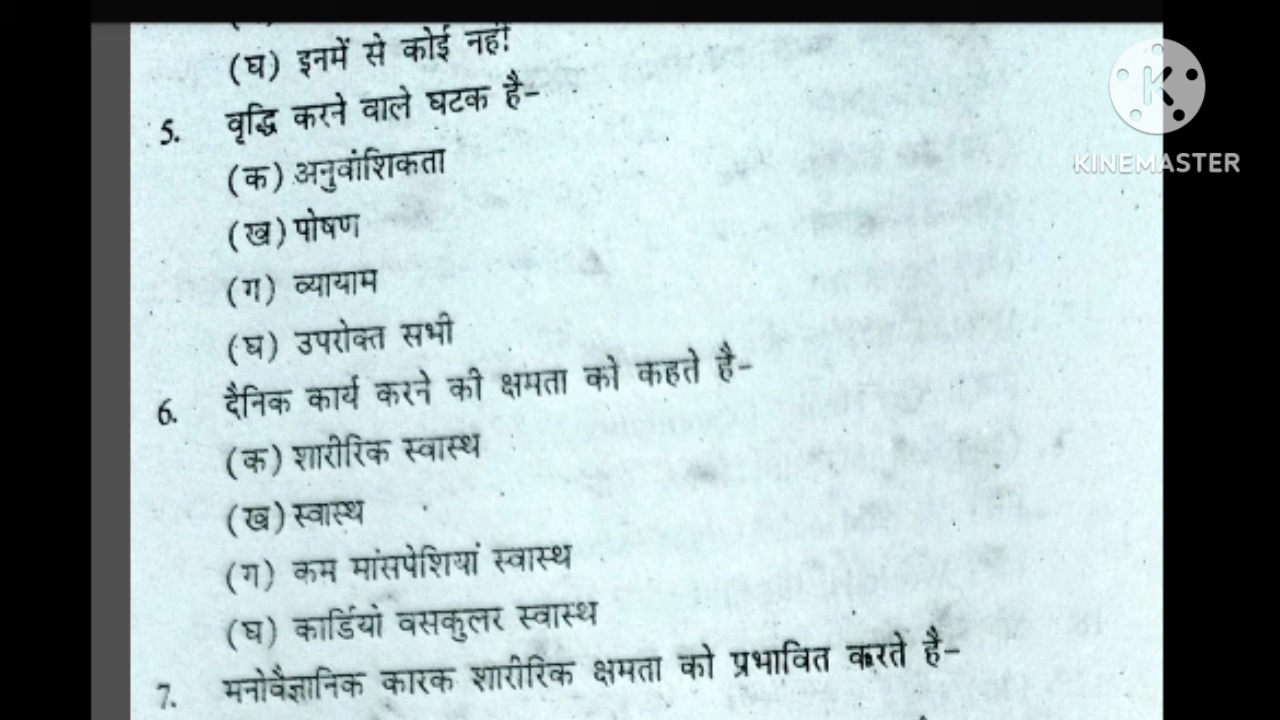 (घ) इनमें से कोई नहीं
5. वृद्धि करने वाले घटक है-
(क) अनुवांशिकता
(ख) पोषण
(ग) व्यायाम
(घ) उपरोक्त सभी
6. दैनिक कार्य करने की क्षमता को कहते है-
(क) शारीरिक स्वास्थ
(ख) स्वास्थ
(ग) कम मांसपेशियां स्वास्थ
(घ) कार्डियो वसकुलर स्वास्थ
7. मनोवैज्ञानिक कारक शारीरिक क्षमता को प्रभावित करते है-
K
KINEMASTER